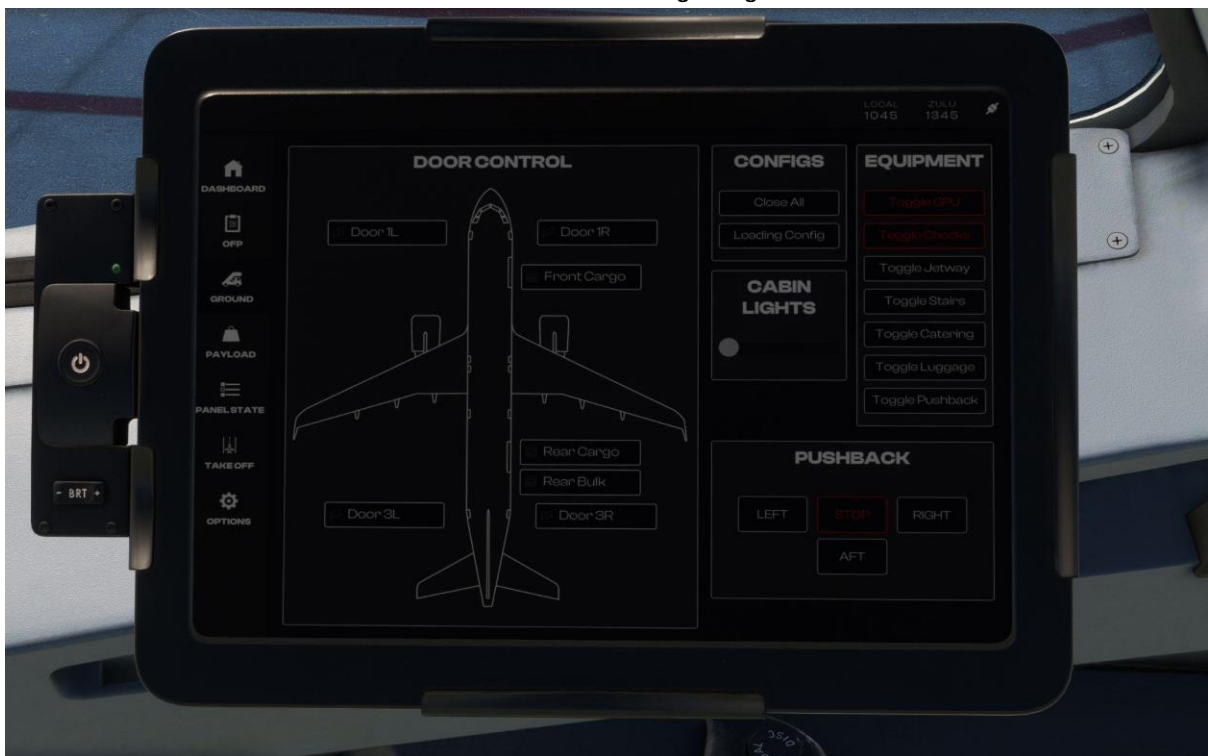 LOCAL ZULU
1045 1345
DASHBOARD
OFP
GROUND
PAYLOAD
PANEL STATE
TAKE OFF
OPTIONS
- BRT +
DOOR CONTROL
Door 1L
Door 1R
Front Cargo
Rear Cargo
Rear Bulk
Door 3L
Door 3R
CONFIGS
Close All
Loading Config
CABIN
LIGHTS
EQUIPMENT
Toggle GPU
Toggle Chocks
Toggle Jetway
Toggle Stairs
Toggle Catering
Toggle Luggage
Toggle Pushback
PUSHBACK
LEFT
STOP
RIGHT
AFT
DISC